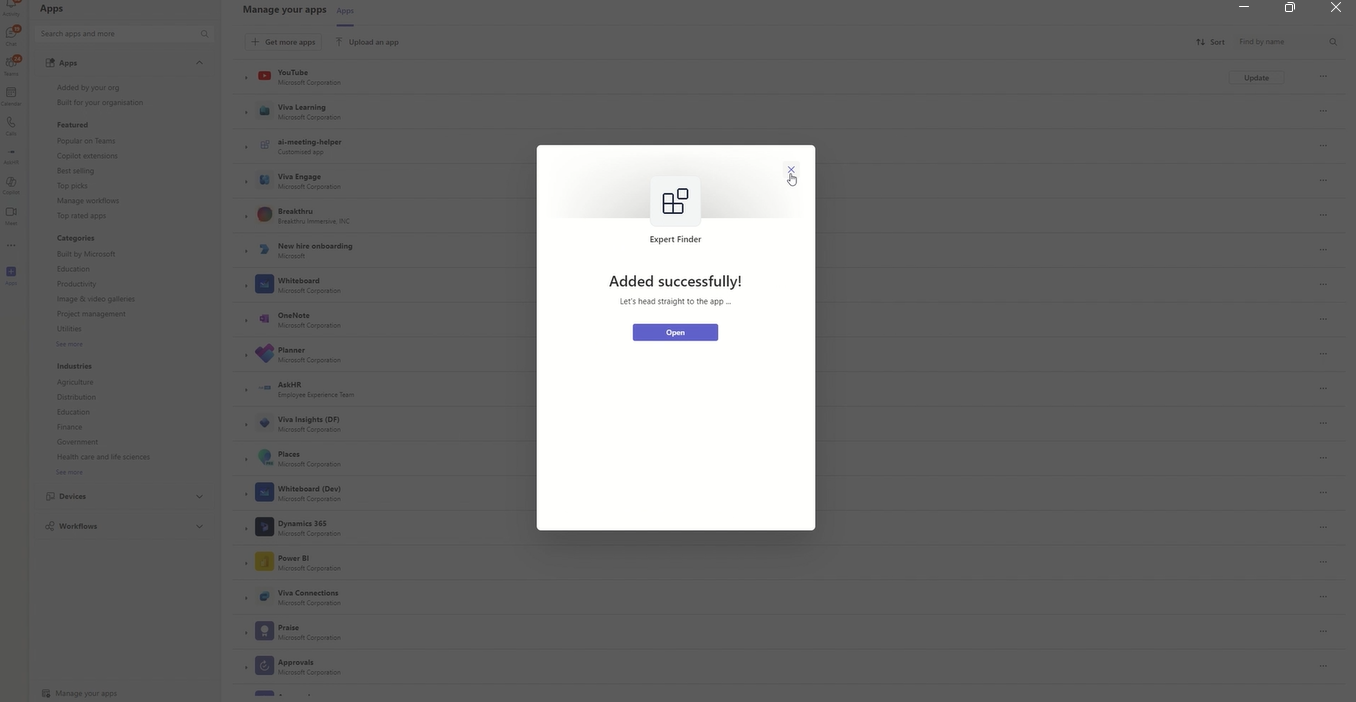 Apps
Search apps and more
Apps
Added by your org
Built for your organisation
Featured
Popular on Teams
Copilot extensions
Best selling
Top picks
Manage workflows
Top rated apps
Categories
Built by Microsoft
Education
Productivity
Image & video galleries
Project management
Utilities
See more
Industries
Agriculture
Distribution
Education
Finance
Government
Health care and life sciences
See more
Devices
Workflows
Manage your apps
Chat
Teams
Calendar
Calls
Meet
Apps
Manage your apps Apps
Get more apps Upload an app Sort Find by name
YouTube
Microsoft Corporation
Update
Viva Learning
Microsoft Corporation
ai-meeting-helper
Customised app
Viva Engage
Microsoft Corporation
Breakthru
Breakthru Immersive, INC
New hire onboarding
Microsoft
Whiteboard
Microsoft Corporation
OneNote
Microsoft Corporation
Planner
Microsoft Corporation
AskHR
Employee Experience Team
Viva Insights (DF)
Microsoft Corporation
Places
Microsoft Corporation
Whiteboard (Dev)
Microsoft Corporation
Dynamics 365
Microsoft Corporation
Power BI
Microsoft Corporation
Viva Connections
Microsoft Corporation
Praise
Microsoft Corporation
Approvals
Microsoft Corporation
Expert Finder
Added successfully!
Let's head straight to the app ...
Open